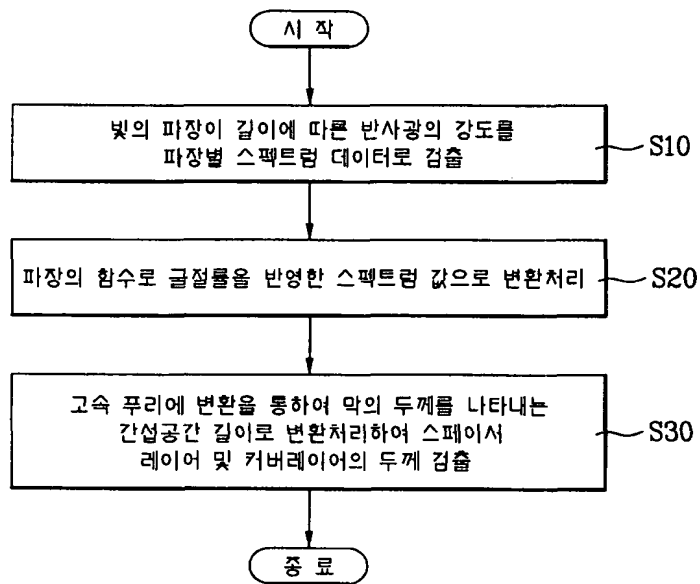 시 작
빛의 파장이 길이에 따른 반사광의 강도를
파장별 스펙트럼 데이터로 검출
S10
파장의 함수로 굴절률을 반영한 스펙트럼 값으로 변환처리
S20
고속 푸리에 변환을 통하여 막의 두께를 나타내는
간섭공간 길이로 변환처리하여 스페이서
레이어 및 커버레이어의 두께 검출
S30
종 료